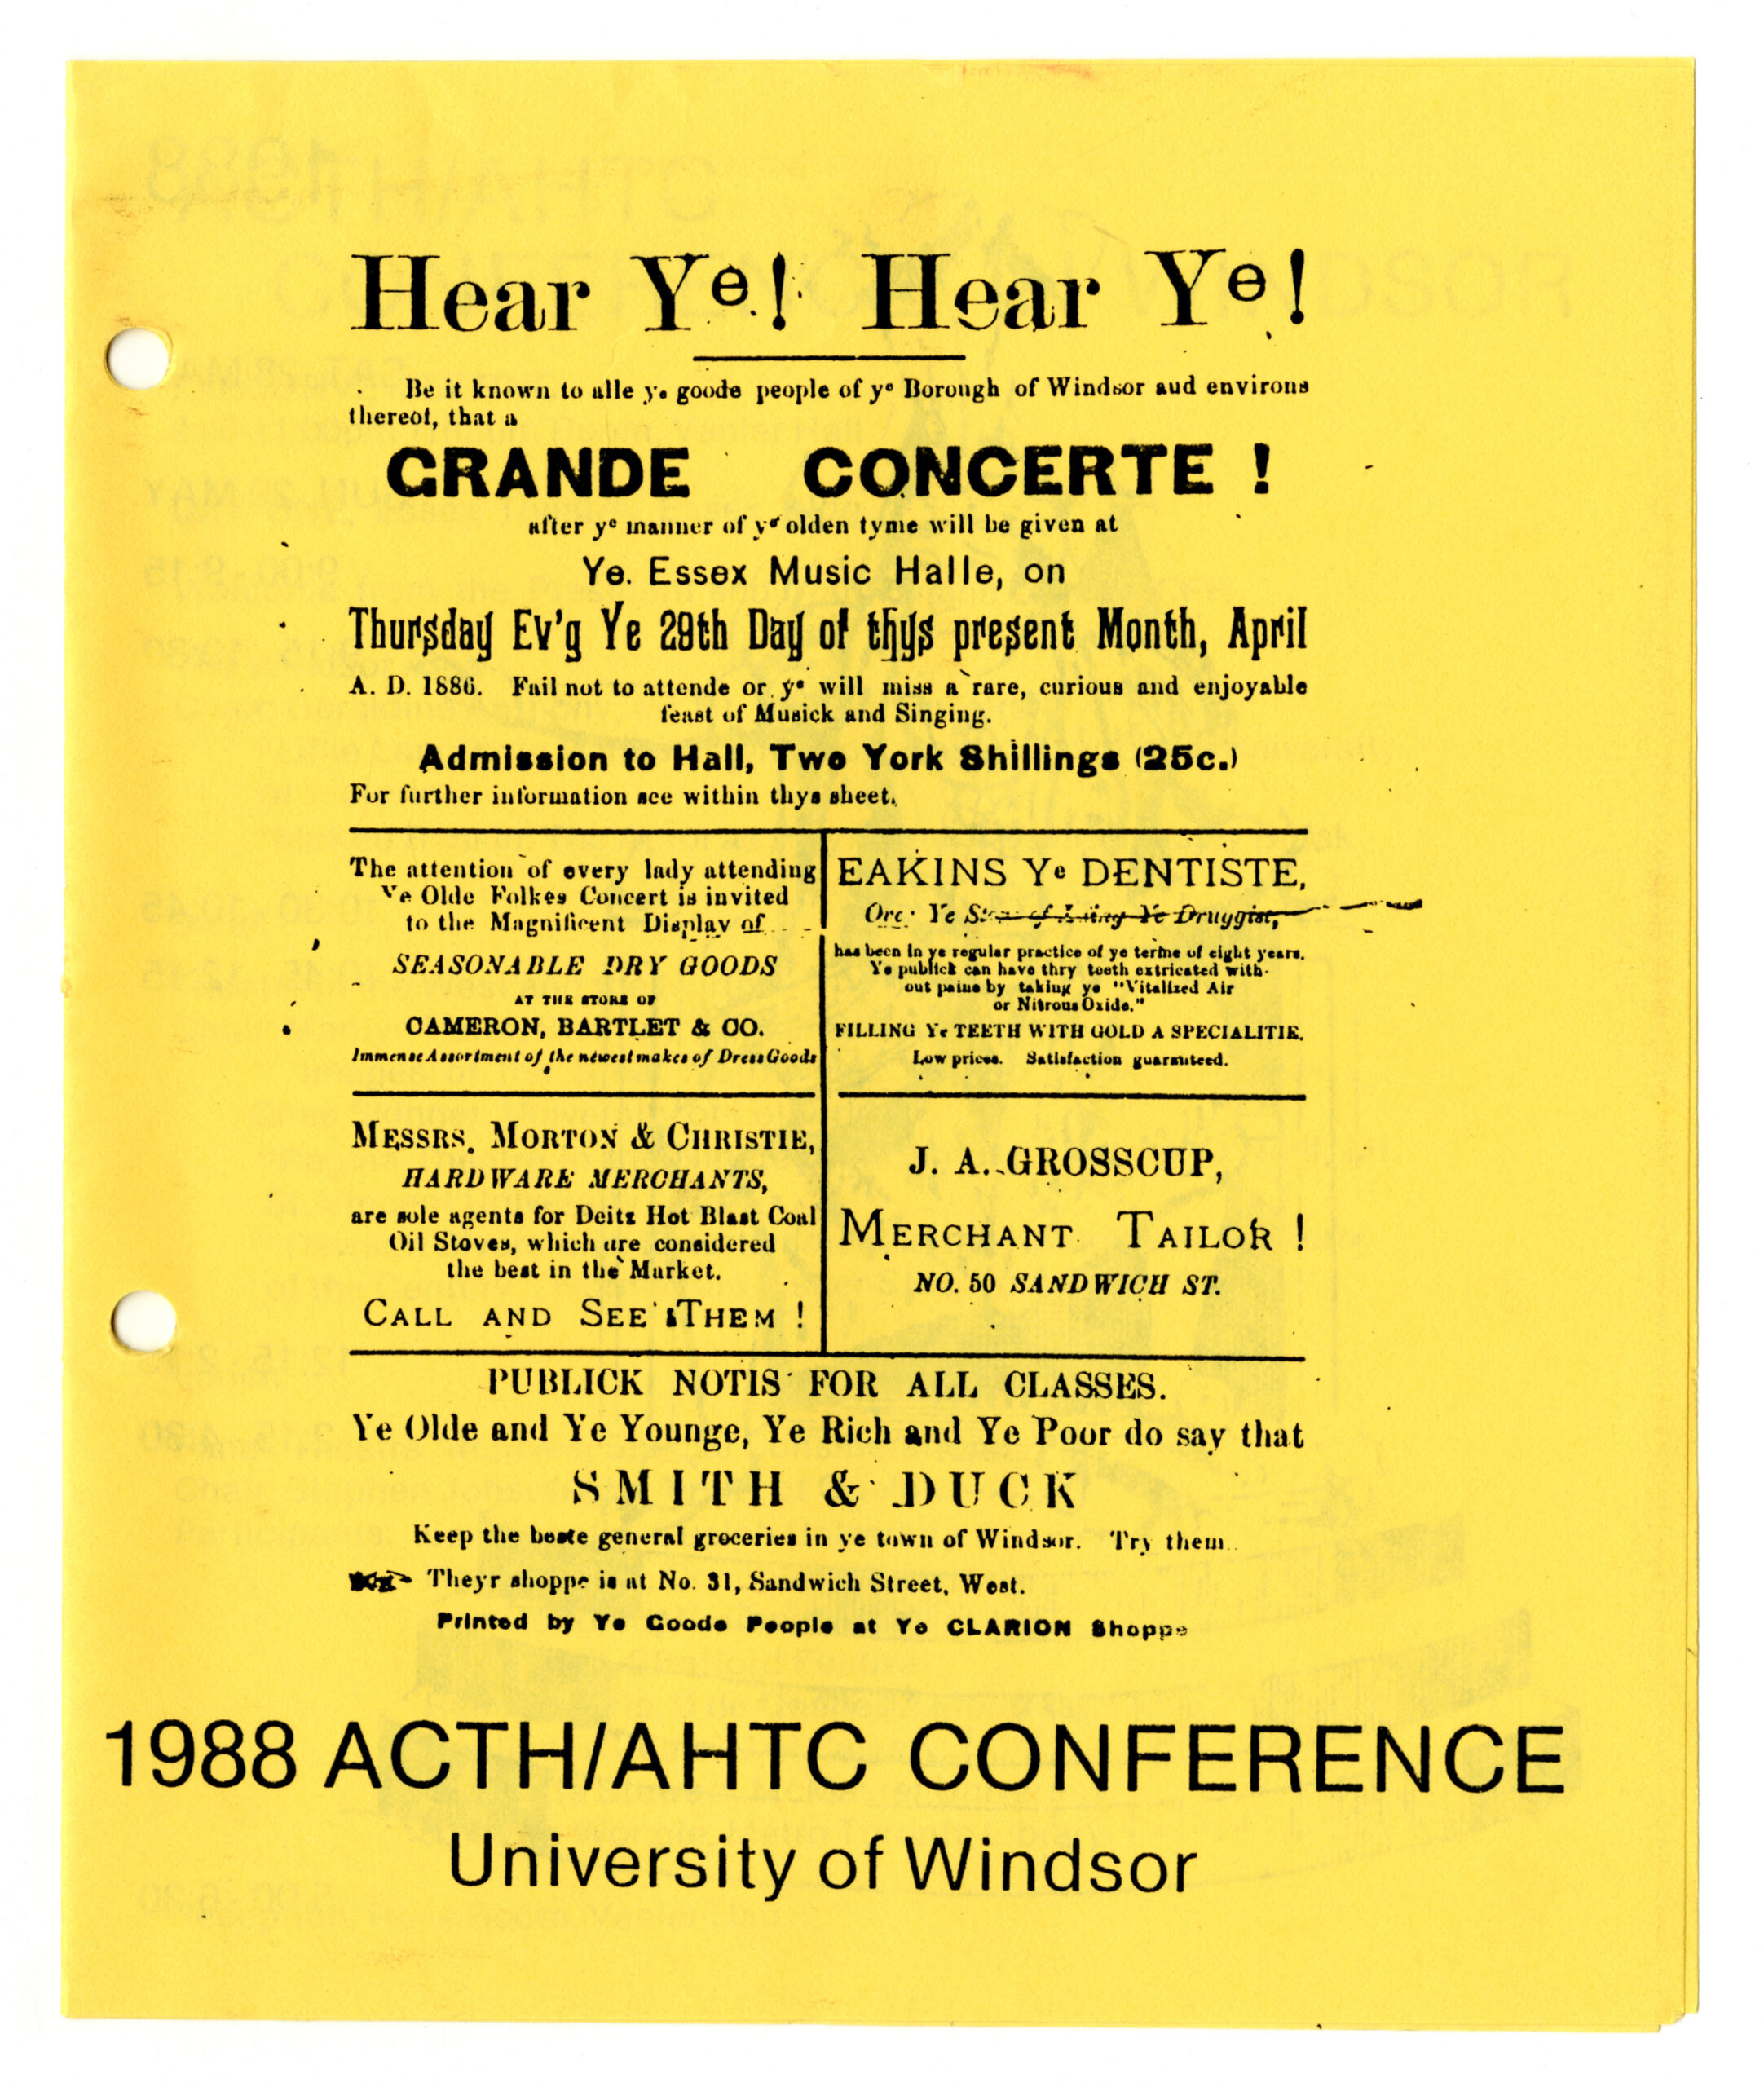 Hear Ye! Hear Ye!
Be it known to alle ye goode people of ye Borough of Windsor aud environs
thereof, that a
GRANDE CONCERTE !
after ye manner of ye olden tyme will be given at
Ye. Essex Music Halle, on
Thursday Ev'g Ye 29th Day of thys present Month, April
A. D. 1886. Fail not to attende or ye will miss a rare, curious and enjoyable
feast of Musick and Singing.
Admission to Hall, Two York Shillings (25c.)
For further information see within thys sheet.
The attention of every lady attending
Ye Olde Folkes Concert is invited
to the Magnificent Display of
SEASONABLE DRY GOODS
AT THE STORE OF
CAMERON, BARTLET & CO.
Immense Assortment of the newest makes of Dress Goods
EAKINS Ye DENTISTE,
Ye Druygist,
has been in ye regular practice of ye terme of eight years.
Ye publick can have thry teeth extricated with-
out paine by taking ye "Vitalized Air
or Nitrous Oxide."
FILLING Ye TEETH WITH GOLD A SPECIALITIE.
Low prices. Satisfaction guaranteed.
MESSRS. MORTON & CHRISTIE,
HARDWARE MERCHANTS,
are sole agents for Deitz Hot Blast Coal
Oil Stoves, which are considered
the best in the Market.
CALL AND SEE THEM !
J. A. GROSSCUP,
MERCHANT TAILOR !
NO. 50 SANDWICH ST.
PUBLICK NOTIS FOR ALL CLASSES.
Ye Olde and Ye Younge, Ye Rich and Ye Poor do say that
SMITH & DUCK
Keep the beste general groceries in ye town of Windsor. Try them
Theyr shoppe is at No. 31, Sandwich Street, West.
Printed by Ye Goode People at Ye CLARION Shoppe
1988 ACTH/AHTC CONFERENCE
University of Windsor